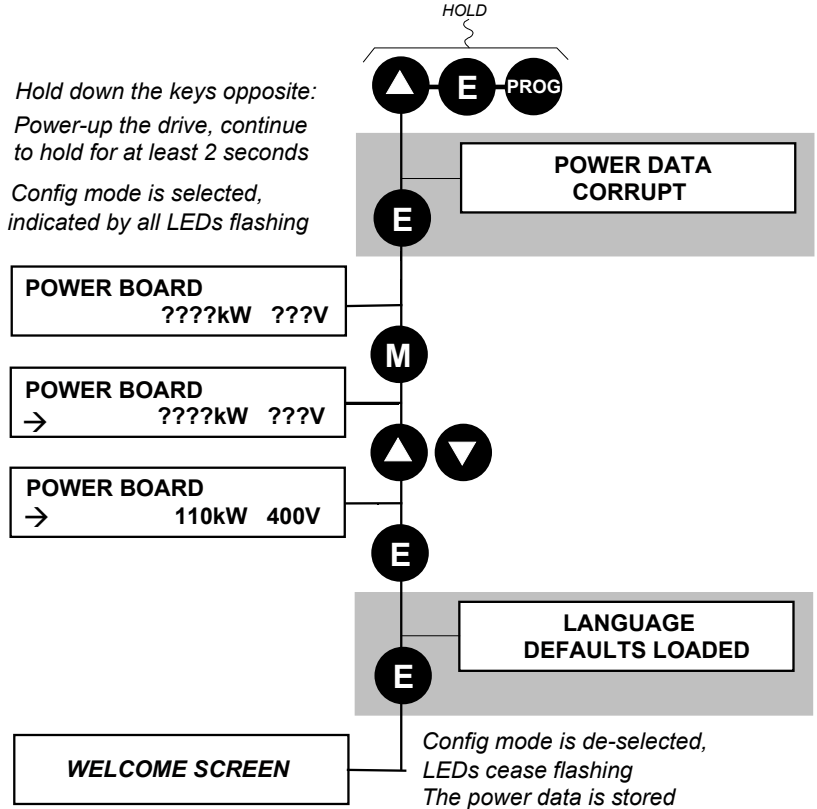 HOLD
Hold down the keys opposite:
Power-up the drive, continue
to hold for at least 2 seconds
E PROG
POWER DATA
CORRUPT
Config mode is selected,
indicated by all LEDs flashing
E
POWER BOARD
????kW ???V
M
POWER BOARD
→ ????kW ???V
POWER BOARD
→ 110kW 400V
E
LANGUAGE
DEFAULTS LOADED
E
WELCOME SCREEN
Config mode is de-selected,
LEDs cease flashing
The power data is stored